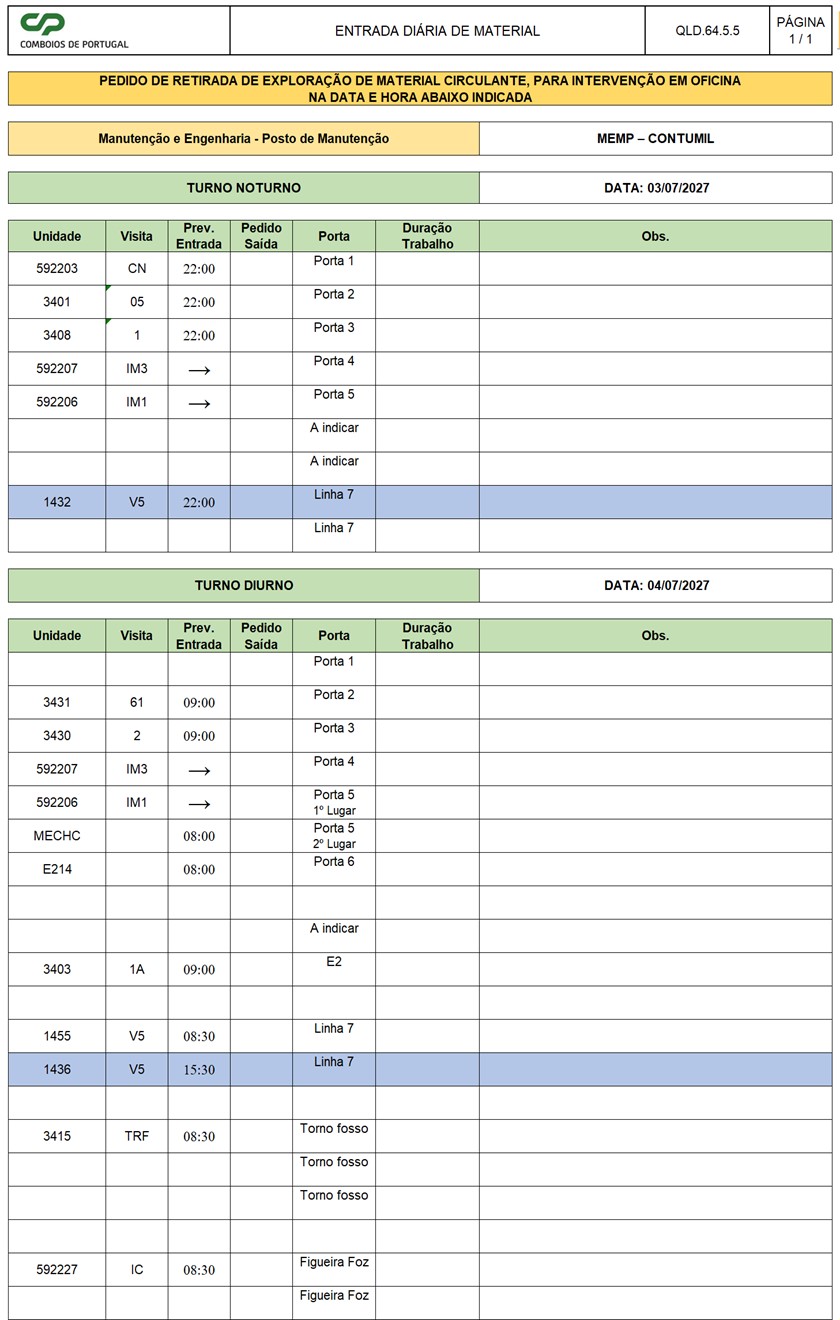 CP
COMBOIOS DE PORTUGAL
ENTRADA DIÁRIA DE MATERIAL
QLD.64.5.5
PÁGINA
1 / 1
PEDIDO DE RETIRADA DE EXPLORAÇÃO DE MATERIAL CIRCULANTE, PARA INTERVENÇÃO EM OFICINA
NA DATA E HORA ABAIXO INDICADA
Manutenção e Engenharia - Posto de Manutenção
MEMP – CONTUMIL
TURNO NOTURNO
DATA: 03/07/2027
Unidade Visita Prev. Entrada Pedido Saída Porta Duração Trabalho Obs.
592203 CN 22:00 Porta 1
3401 05 22:00 Porta 2
3408 1 22:00 Porta 3
592207 IM3 → Porta 4
592206 IM1 → Porta 5
A indicar
A indicar
1432 V5 22:00 Linha 7
Linha 7
TURNO DIURNO
DATA: 04/07/2027
Unidade Visita Prev. Entrada Pedido Saída Porta Duração Trabalho Obs.
Porta 1
3431 61 09:00 Porta 2
3430 2 09:00 Porta 3
592207 IM3 → Porta 4
592206 IM1 → Porta 5 1º Lugar
MECHC 08:00 Porta 5 2º Lugar
E214 08:00 Porta 6
A indicar
3403 1A 09:00 E2
1455 V5 08:30 Linha 7
1436 V5 15:30 Linha 7
3415 TRF 08:30 Torno fosso
Torno fosso
Torno fosso
592227 IC 08:30 Figueira Foz
Figueira Foz